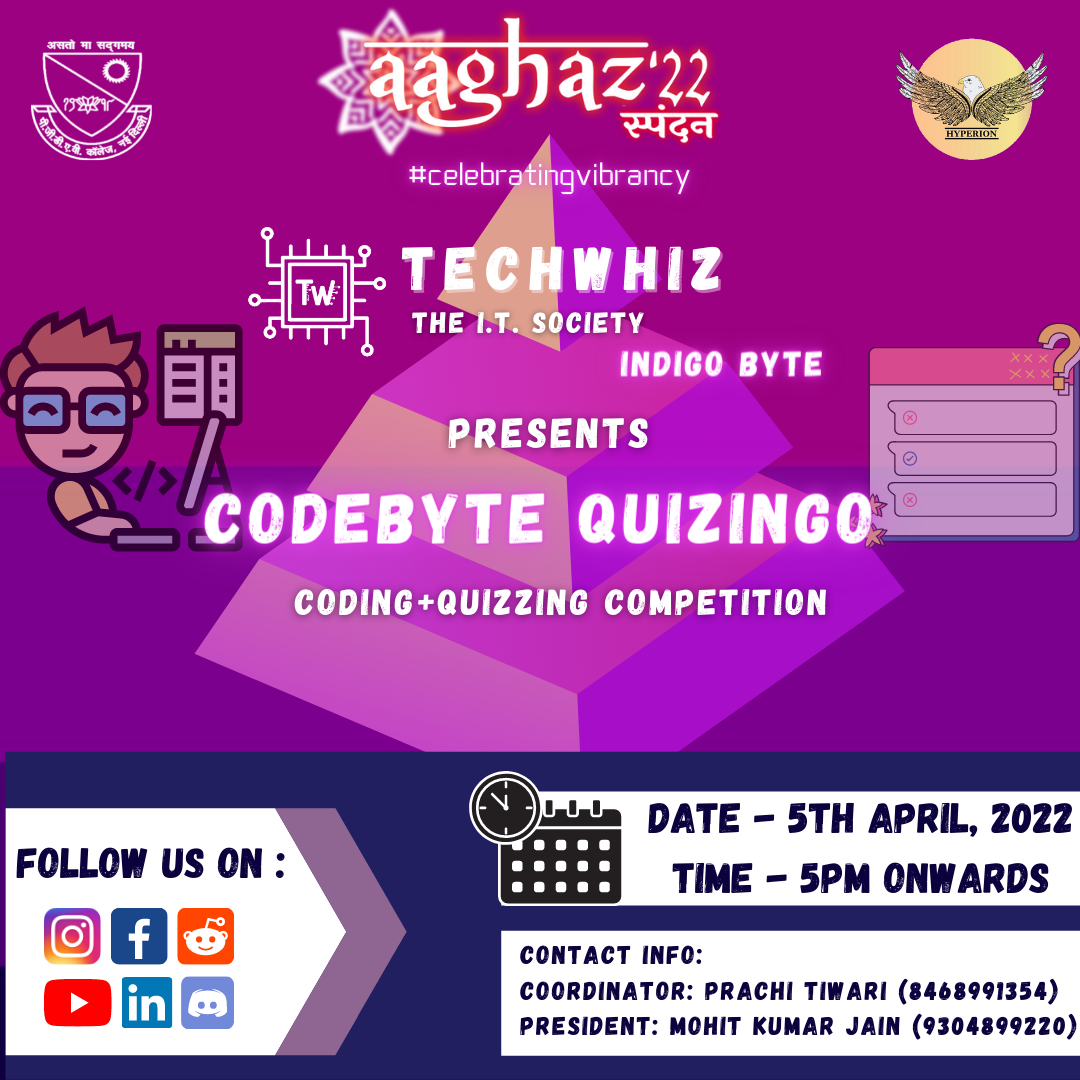 असतो मा सद्गमय
पी.जी.डी.ए.वी. कॉलेज, नई दिल्ली
aaghaz'22
स्पंदन
#celebratingvibrancy
HYPERION
TW
TECHWHIZ
THE I.T. SOCIETY
INDIGO BYTE
PRESENTS
CODEBYTE QUIZINGO
CODING+QUIZZING COMPETITION
DATE - 5TH APRIL, 2022
TIME - 5PM ONWARDS
FOLLOW US ON :
CONTACT INFO:
COORDINATOR: PRACHI TIWARI (8468991354)
PRESIDENT: MOHIT KUMAR JAIN (9304899220)